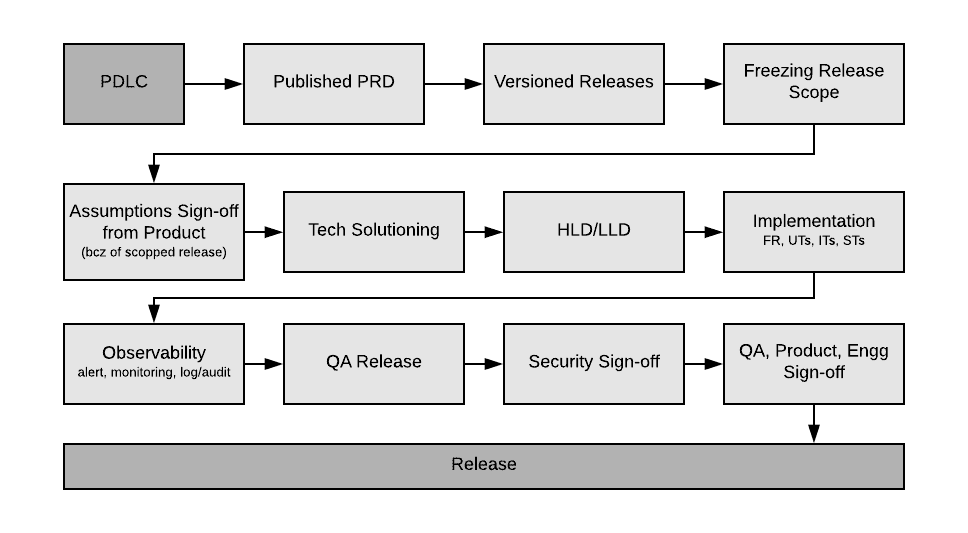 PDLC
Published PRD
Versioned Releases
Freezing Release
Scope
Assumptions Sign-off
from Product
(bcz of scopped release)
Tech Solutioning
HLD/LLD
Implementation
FR, UTs, ITs, STs
Observability
alert, monitoring, log/audit
QA Release
Security Sign-off
QA, Product, Engg
Sign-off
Release